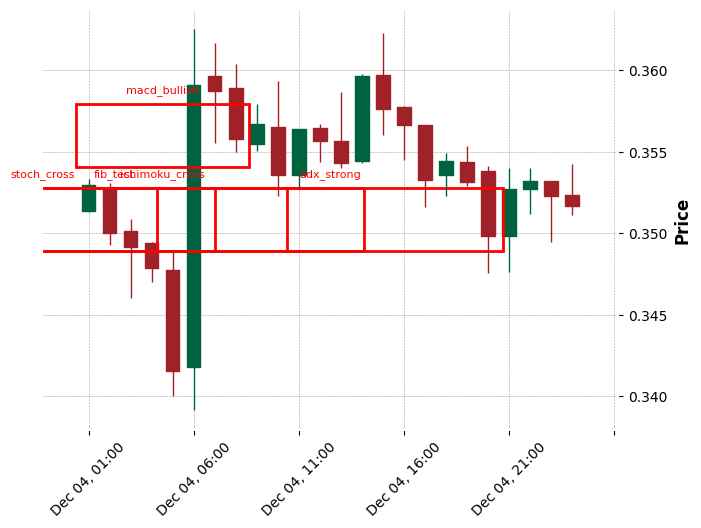 macd_bullish
stoch_cross
fib_test
ichimoku_cross
adx_strong
0.360
0.355
0.350
0.345
0.340
Price
Dec 04, 01:00
Dec 04, 06:00
Dec 04, 11:00
Dec 04, 16:00
Dec 04, 21:00